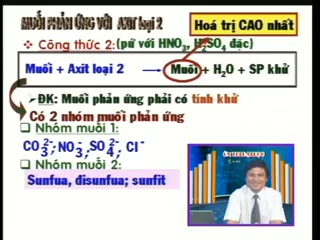 MUỐI PHẢN ỨNG VỚI AXIT loại 2
Hoá trị CAO nhất
Công thức 2: (pứ với HNO3, H2SO4 đặc)
Muối + Axit loại 2 → Muối + H2O + SP khử
ĐK: Muối phản ứng phải có tính khử
Có 2 nhóm muối phản ứng
Nhóm muối 1:
CO3 2-; NO3 -; SO4 2-; Cl -
Nhóm muối 2:
Sunfua, đisunfua; sunfit